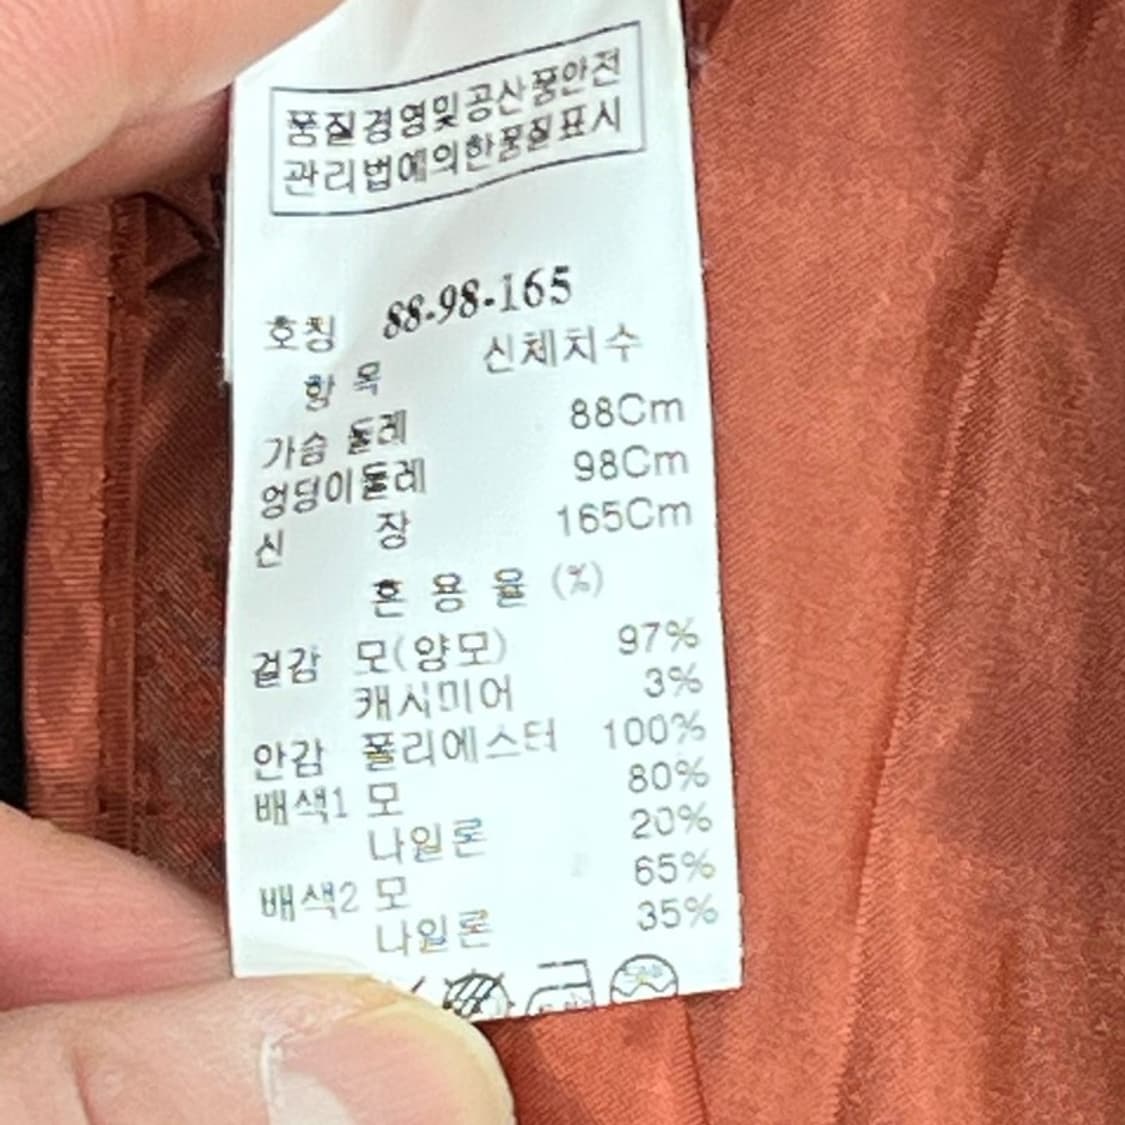 품질경영및공산품안전
관리법에의한품질표시
호칭 88-98-165
항 목 신체치수
가슴 둘레 88Cm
엉덩이둘레 98Cm
신 장 165Cm
혼 용 율 (%)
겉감 모(양모) 97%
캐시미어 3%
안감 폴리에스터 100%
배색1 모 80%
나일론 20%
배색2 모 65%
나일론 35%